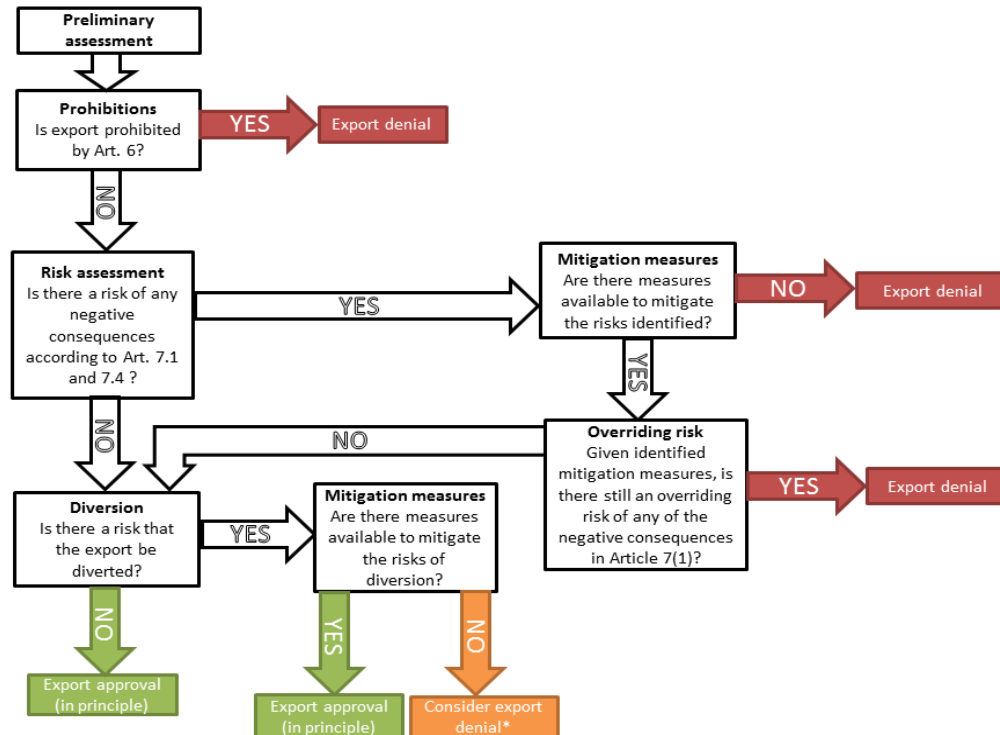 Preliminary
assessment
Prohibitions
Is export prohibited
by Art. 6?
YES
Export denial
NO
Risk assessment
Is there a risk of any
negative
consequences
according to Art. 7.1
and 7.4 ?
YES
Mitigation measures
Are there measures
available to mitigate
the risks identified?
NO
Export denial
YES
NO
NO
Overriding risk
Given identified
mitigation measures, is
there still an overriding
risk of any of the
negative consequences
in Article 7(1)?
YES
Export denial
Diversion
Is there a risk that
the export be
diverted?
YES
Mitigation measures
Are there measures
available to mitigate
the risks of
diversion?
NO
YES
NO
Export approval
(in principle)
Export approval
(in principle)
Consider export
denial*